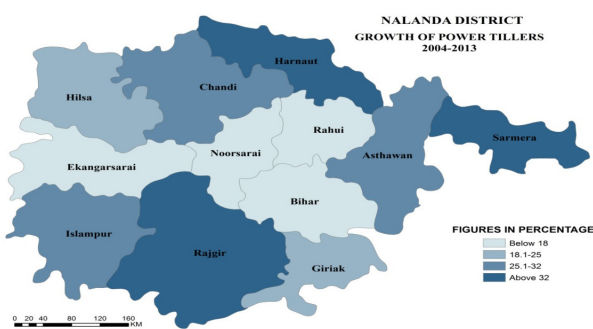 NALANDA DISTRICT
GROWTH OF POWER TILLERS
2004-2013
Harnaut
Chandi
Hilsa
Rahui
Sarmera
Noorsarai
Asthawan
Ekangarsarai
Bihar
Islampur
Rajgir
Giriak
FIGURES IN PERCENTAGE
Below 18
18.1-25
25.1-32
Above 32
0 20 40 80 120 160
KM